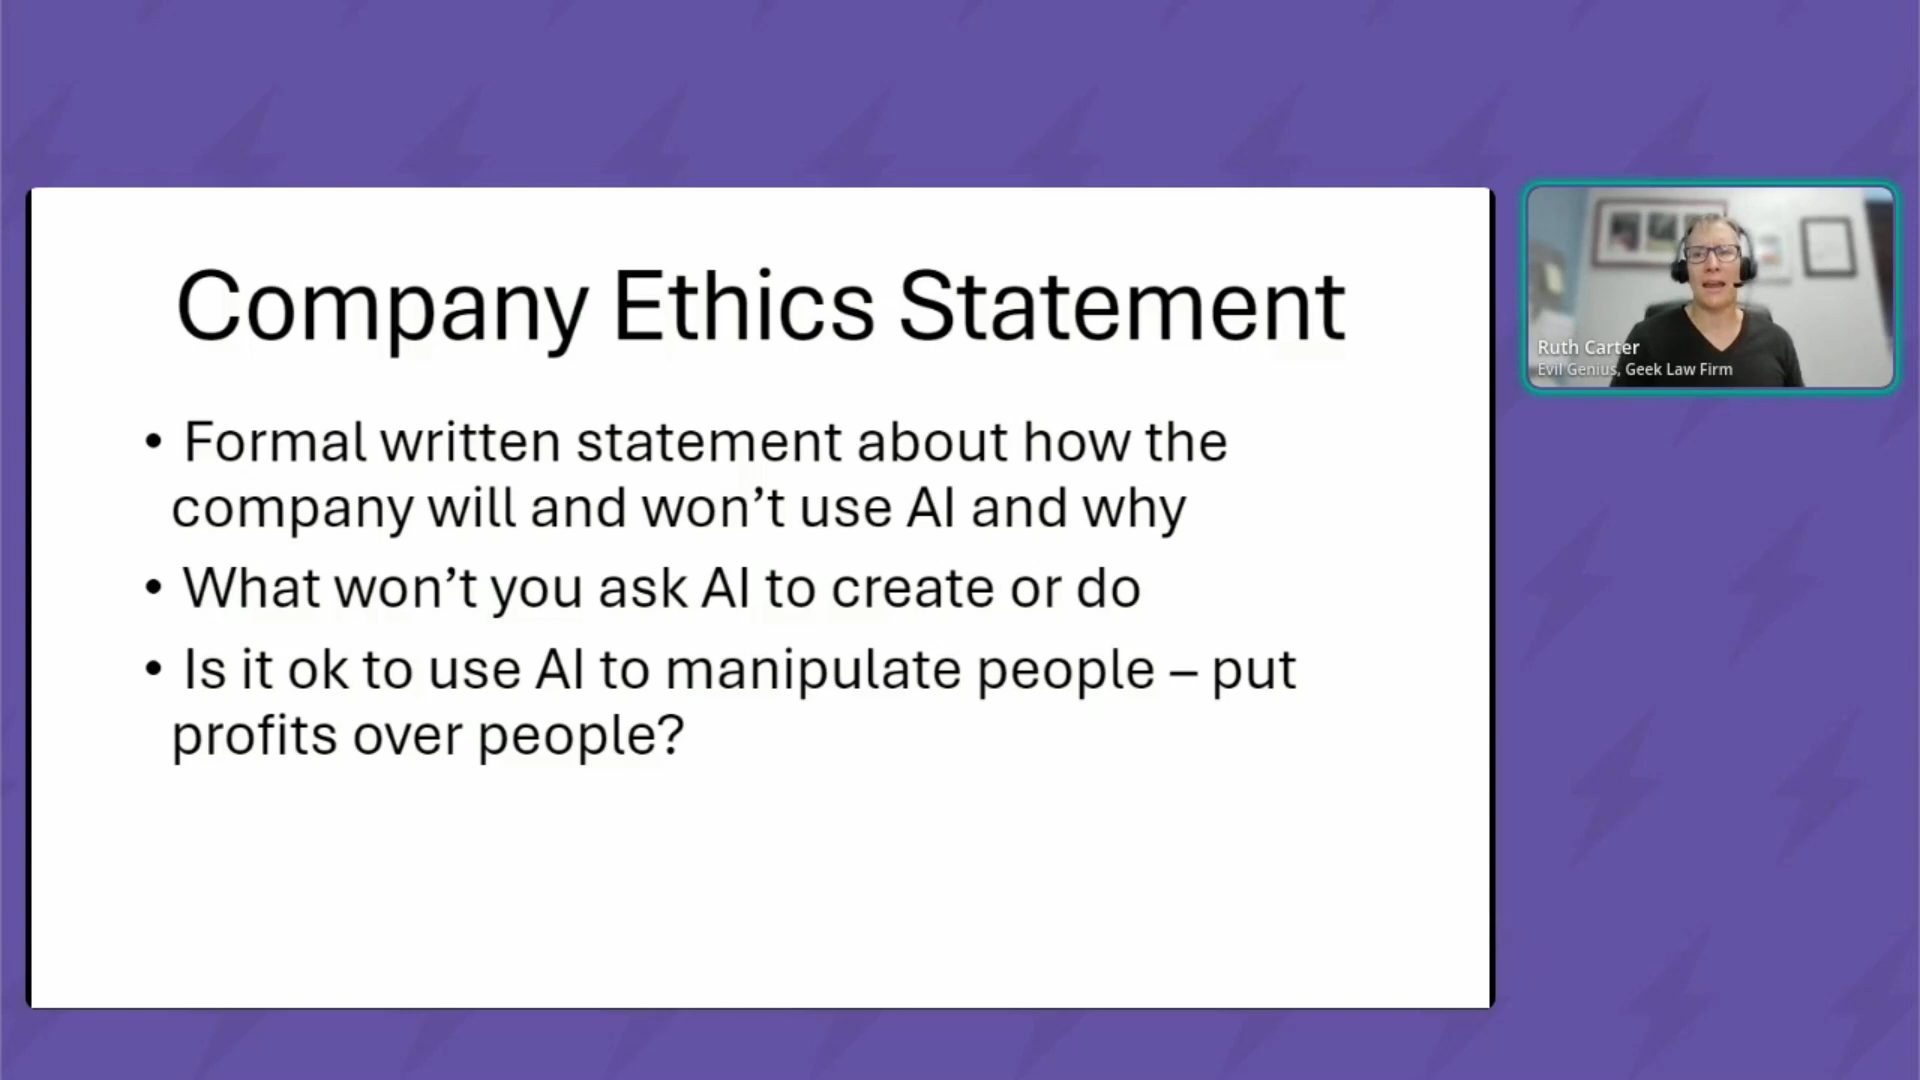 Company Ethics Statement
• Formal written statement about how the
company will and won’t use AI and why
• What won’t you ask AI to create or do
• Is it ok to use AI to manipulate people – put
profits over people?
Ruth Carter
Evil Genius, Geek Law Firm